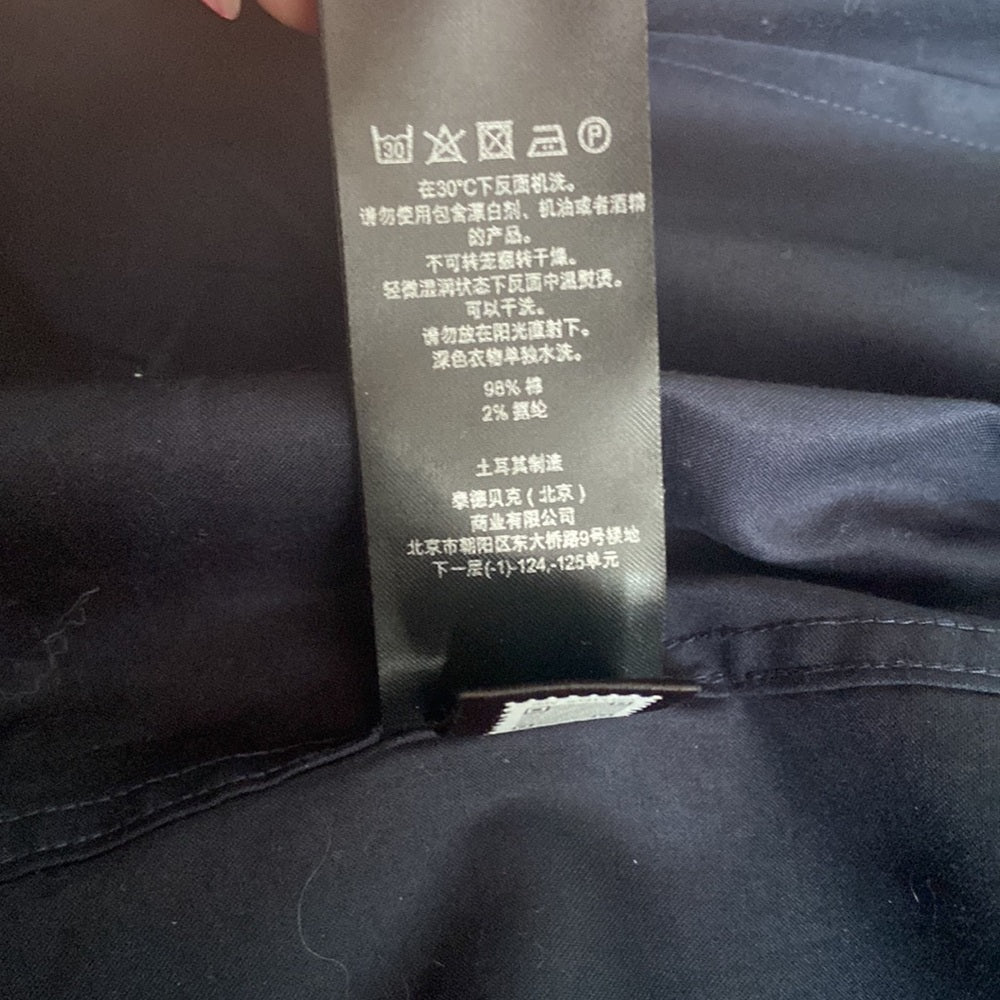 30 P
在30°C下反面机洗。
请勿使用包含漂白剂、机油或者酒精
的产品。
不可转笼翻转干燥。
轻微湿润状态下反面中温熨烫。
可以干洗。
请勿放在阳光直射下。
深色衣物单独水洗。
98% 棉
2% 氨纶
土耳其制造
泰德贝克(北京)
商业有限公司
北京市朝阳区东大桥路9号楼地
下一层(-1)-124,-125单元